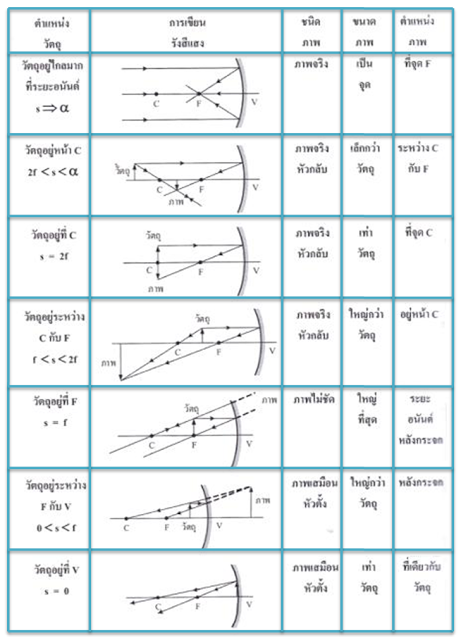 ตำแหน่ง
วัตถุ
การเขียน
รังสีแสง
ชนิด
ภาพ
ขนาด
ภาพ
ตำแหน่ง
ภาพ
วัตถุอยู่ไกลมาก
ที่ระยะอนันต์
s ⇒ α
C F V
ภาพจริง
เป็น
จุด
ที่จุด F
วัตถุอยู่หน้า C
2f < s < α
วัตถุ
ภาพ
C F V
ภาพจริง
หัวกลับ
เล็กกว่า
วัตถุ
ระหว่าง C
กับ F
วัตถุอยู่ที่ C
s = 2f
วัตถุ
C F V
ภาพ
ภาพจริง
หัวกลับ
เท่า
วัตถุ
ที่จุด C
วัตถุอยู่ระหว่าง
C กับ F
f < s < 2f
วัตถุ
ภาพ
C F V
ภาพจริง
หัวกลับ
ใหญ่กว่า
วัตถุ
อยู่หน้า C
วัตถุอยู่ที่ F
s = f
ภาพ
วัตถุ
C F V
ภาพไม่ชัด
ใหญ่
ที่สุด
ระยะ
อนันต์
หลังกระจก
วัตถุอยู่ระหว่าง
F กับ V
0 < s < f
ภาพ
วัตถุ
C F V
ภาพเสมือน
หัวตั้ง
ใหญ่กว่า
วัตถุ
หลังกระจก
วัตถุอยู่ที่ V
s = 0
C F V
ภาพเสมือน
หัวตั้ง
เท่า
วัตถุ
ที่เดียวกับ
วัตถุ